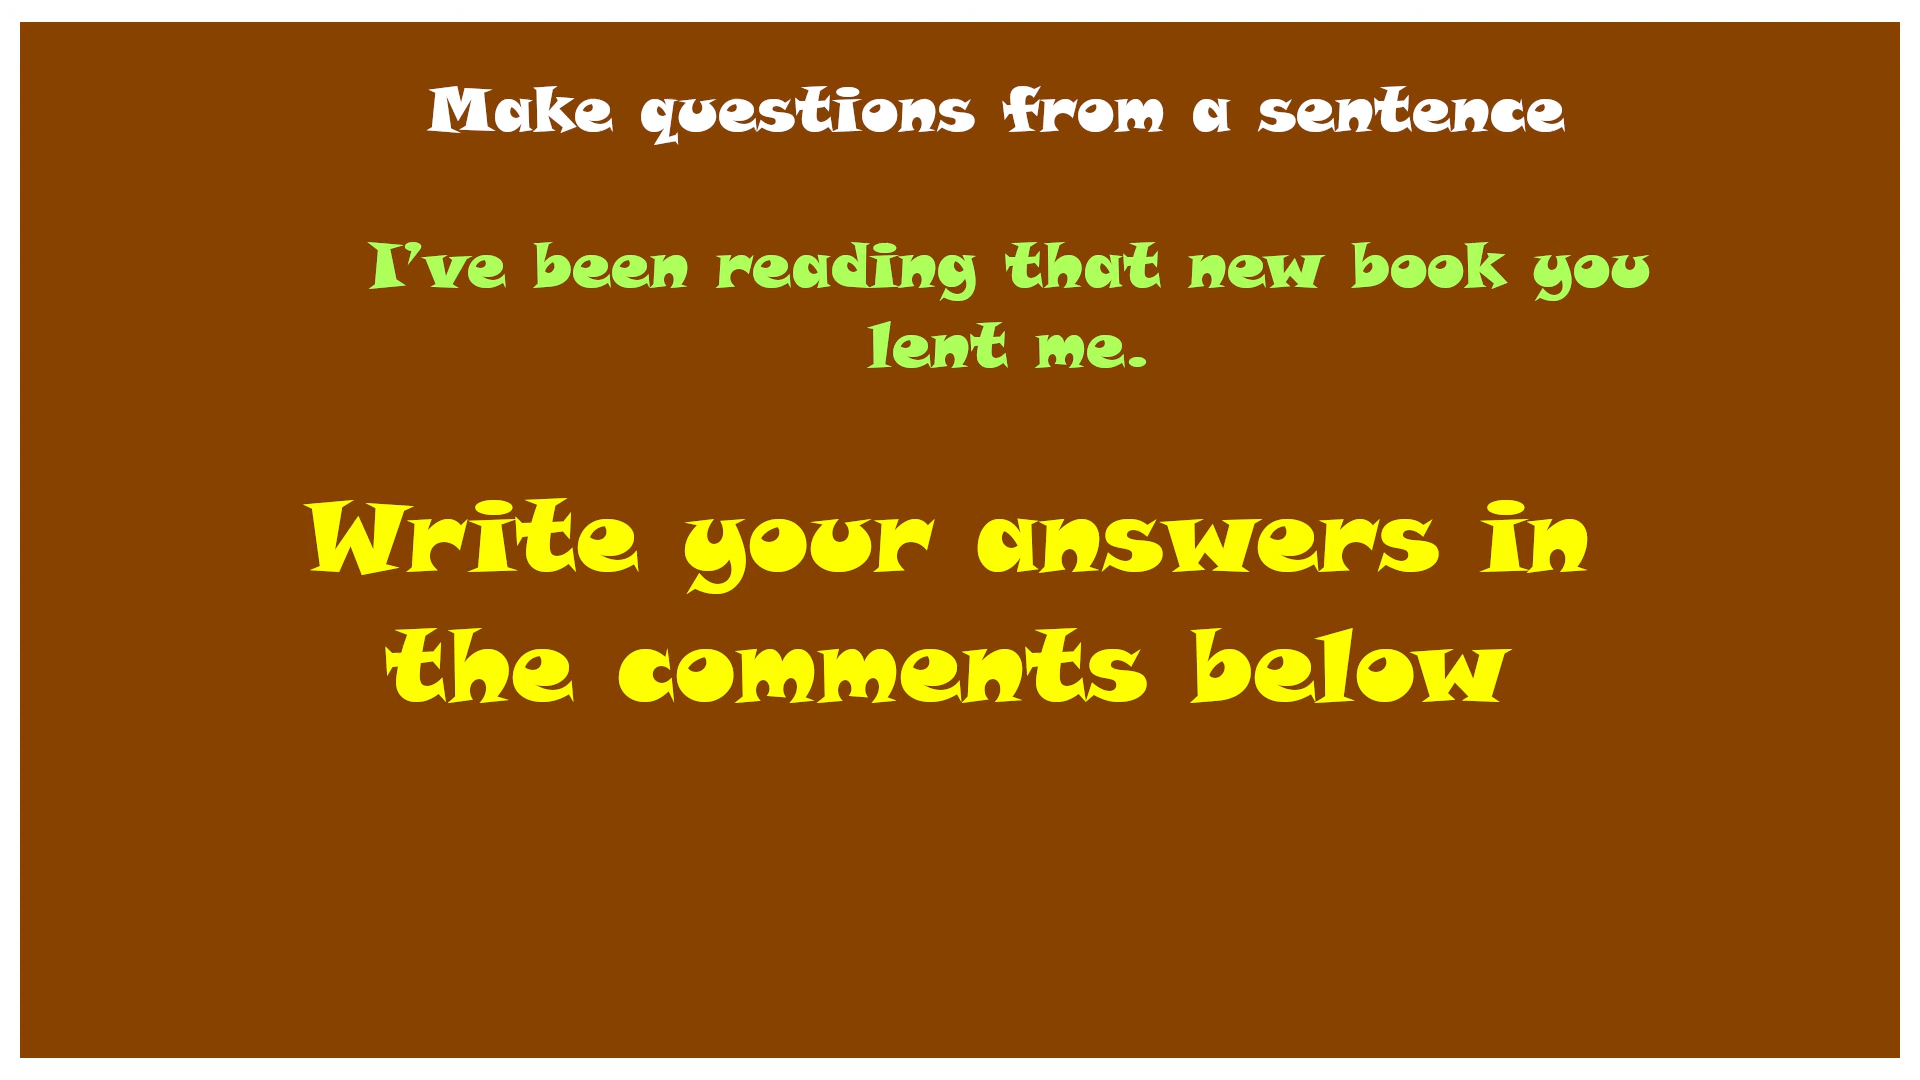 Make questions from a sentence
I’ve been reading that new book you
lent me.
Write your answers in
the comments below